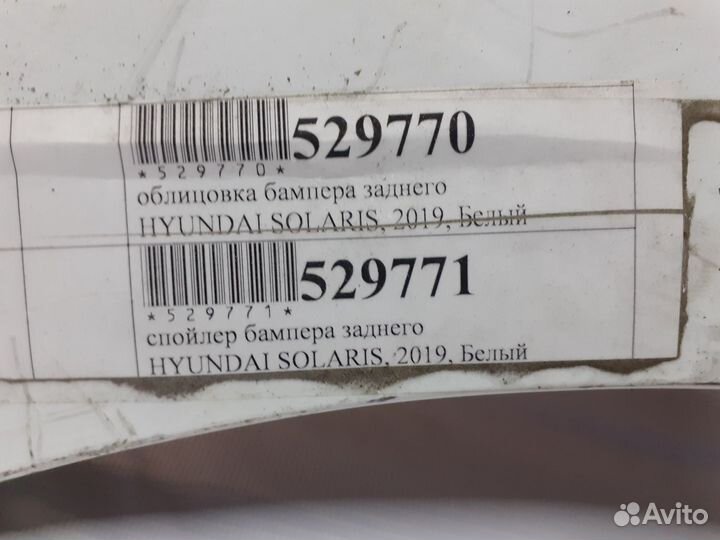 529770
*529770*
облицовка бампера заднего
HYUNDAI SOLARIS, 2019, Белый
529771
*529771*
спойлер бампера заднего
HYUNDAI SOLARIS, 2019, Белый
Avito